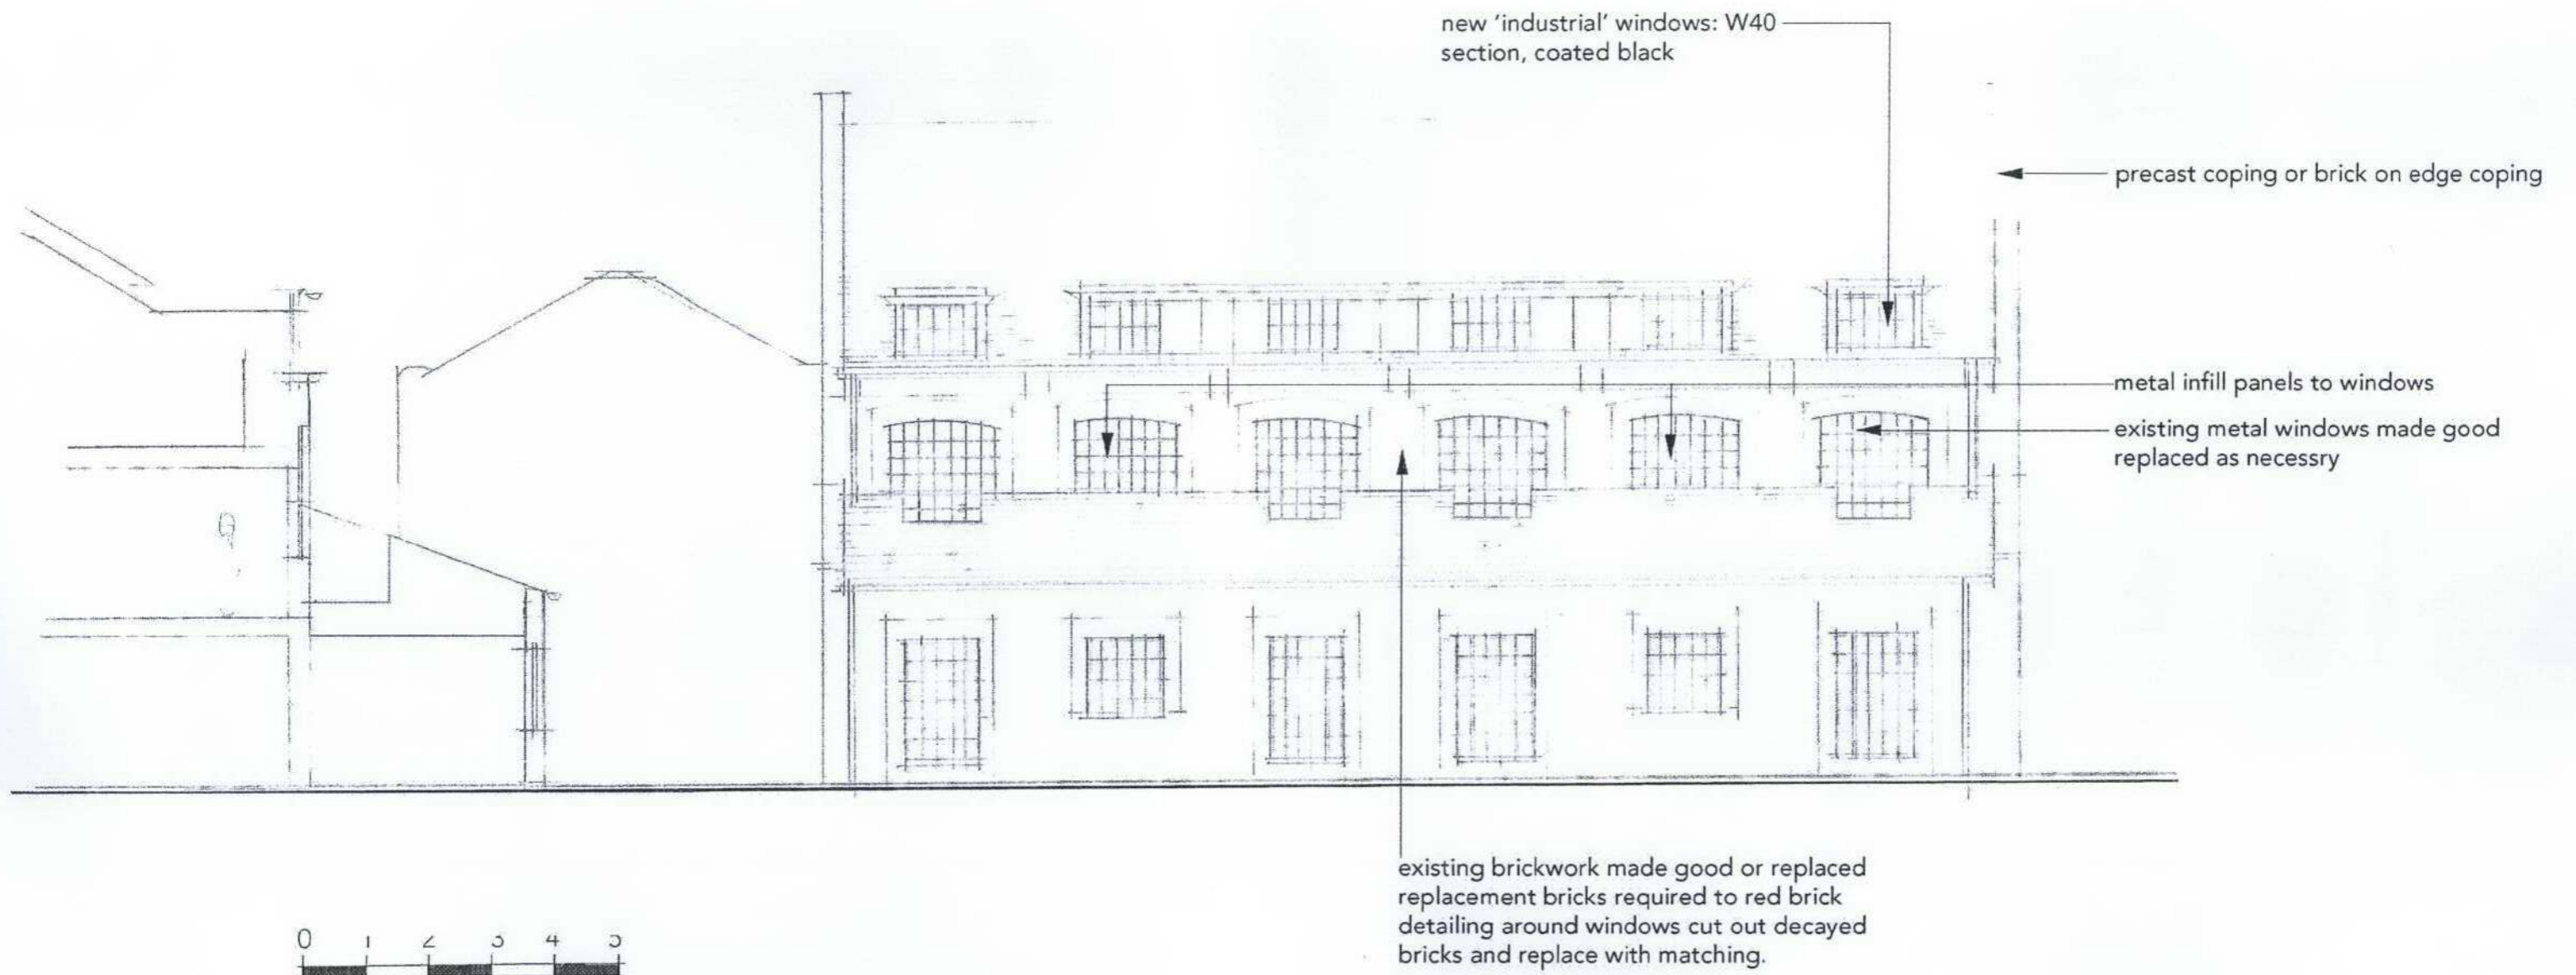 new ‘industrial’ windows: W40
section, coated black
precast coping or brick on edge coping
metal infill panels to windows
existing metal windows made good
replaced as necessry
existing brickwork made good or replaced
replacement bricks required to red brick
detailing around windows cut out decayed
bricks and replace with matching.
0 1 2 3 4 5